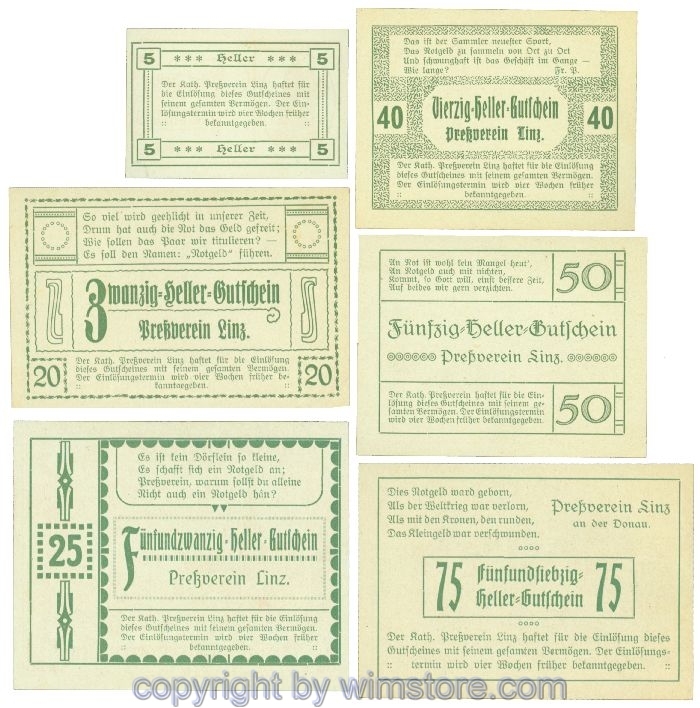 5 *** Heller *** 5
Der Kath. Preßverein Linz haftet für
die Einlösung dieses Gutscheines mit
seinem gesamten Vermögen. Der Ein-
lösungstermin wird vier Wochen früher
bekanntgegeben.
5 *** Heller *** 5
Das ist der Sammler neuester Sport,
Das Notgeld zu sammeln von Ort zu Ort
Und schwunghaft ist das Geschäft im Gange —
Wie lange? Fr. P.
40 Vierzig-Heller-Gutschein 40
Preßverein Linz.
Der Kath. Preßverein Linz haftet für die Einlösung
dieses Gutscheines mit seinem gesamten Vermögen.
Der Einlösungstermin wird vier Wochen früher
bekanntgegeben.
So viel wird geehlicht in unserer Zeit,
Drum hat auch die Not das Geld gefreit;
Wie sollen das Paar wir titulieren? —
Es soll den Namen: „Notgeld" führen.
Zwanzig-Heller-Gutschein
Preßverein Linz.
20 Der Kath. Preßverein Linz haftet für die Einlösung 20
dieses Gutscheines mit seinem gesamten Vermögen.
Der Einlösungstermin wird vier Wochen früher be-
:: kanntgegeben. ::
An Not ist wohl kein Mangel heut',
An Notgeld auch mit nichten,
Kommt, so Gott will, einst bessere Zeit,
Auf beides wir gern verzichten.
50
Fünfzig-Heller-Gutschein
Preßverein Linz.
Der Kath. Preßverein haftet für die Ein-
lösung dieses Gutscheines mit seinem ge-
samten Vermögen. Der Einlösungstermin
wird vier Wochen früher bekanntgegeben.
50
Es ist kein Dörflein so kleine,
Es schafft sich ein Notgeld an;
Preßverein, warum sollst du alleine
Nicht auch ein Notgeld hân?
25
Fünfundzwanzig-Heller-Gutschein
Preßverein Linz.
Der Kath. Preßverein Linz haftet für die Einlösung
dieses Gutscheines mit seinem gesamten Vermögen.
Der Einlösungstermin wird vier Wochen früher
:: bekanntgegeben. ::
Dies Notgeld ward geborn,
Als der Weltkrieg war verlorn,
Als mit den Kronen, den runden,
Das Kleingeld war verschwunden.
Preßverein Linz
an der Donau.
75 Fünfundsiebzig- 75
Heller-Gutschein
Der Kath. Preßverein Linz haftet für die Einlösung dieses
Gutscheines mit seinem gesamten Vermögen. Der Einlösungs-
termin wird vier Wochen früher bekanntgegeben.
copyright by wimstore.com